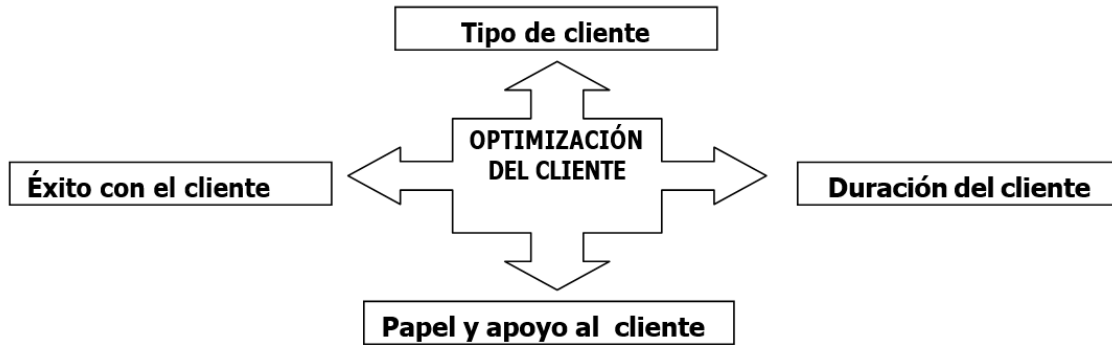 Tipo de cliente
OPTIMIZACIÓN
DEL CLIENTE
Éxito con el cliente
Duración del cliente
Papel y apoyo al cliente